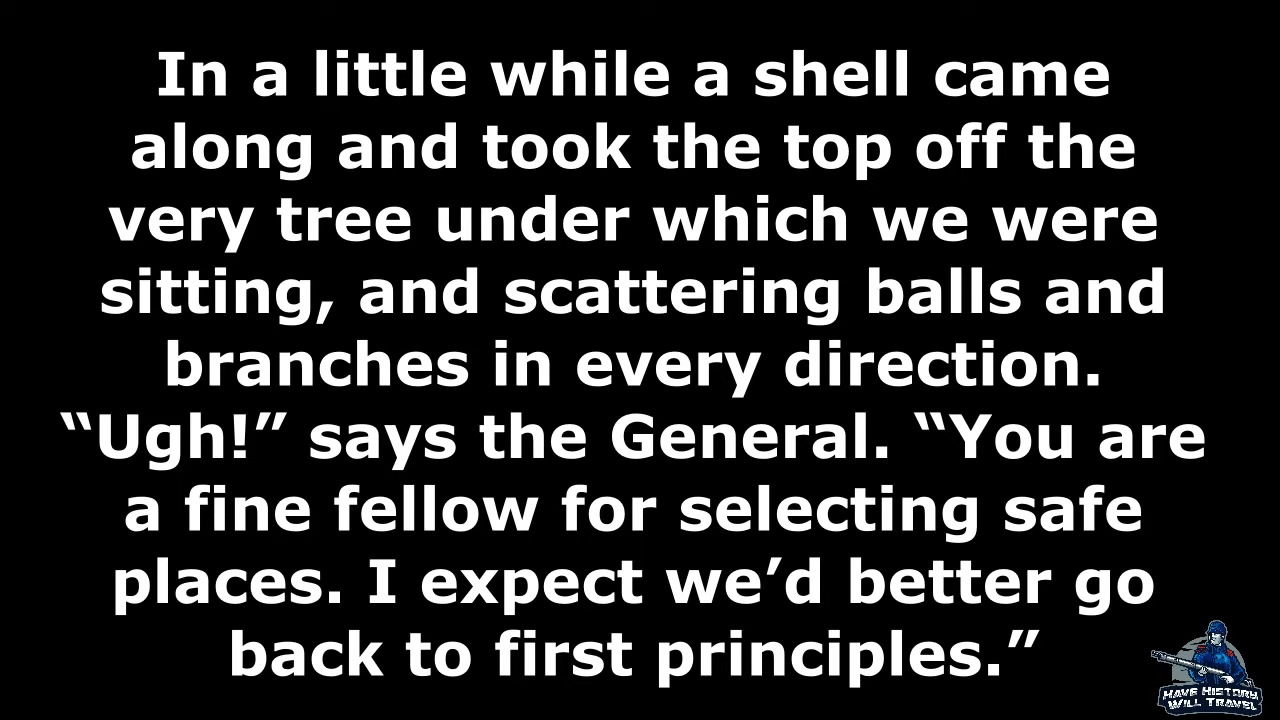 In a little while a shell came
along and took the top off the
very tree under which we were
sitting, and scattering balls and
branches in every direction.
“Ugh!” says the General. “You are
a fine fellow for selecting safe
places. I expect we’d better go
back to first principles.”
HAVE HISTORY
WILL TRAVEL